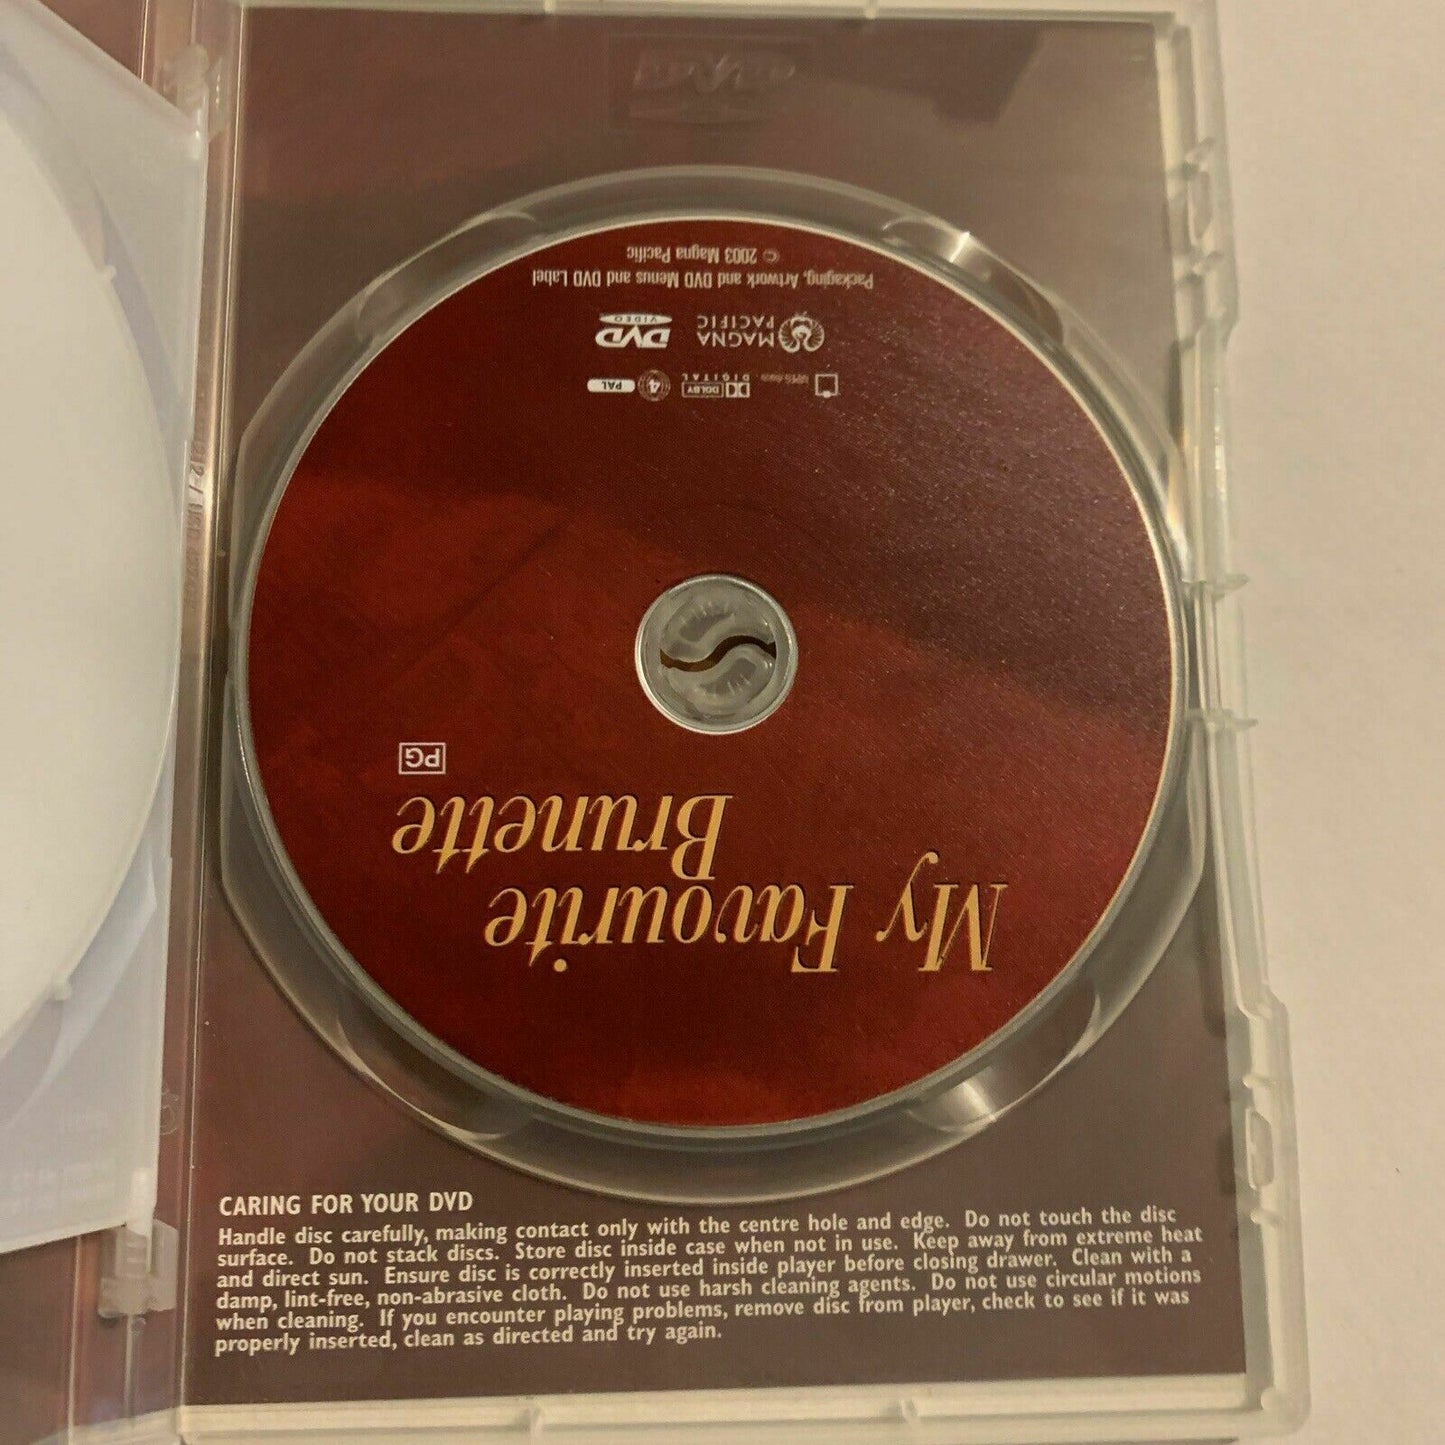 My Favourite
Brunette
PG
DOLBY
DIGITAL
4
PAL
MAGNA
PACIFIC
DVD
VIDEO
Packaging, Artwork and DVD Menus and DVD Label
© 2003 Magna Pacific
CARING FOR YOUR DVD
Handle disc carefully, making contact only with the centre hole and edge. Do not touch the disc
surface. Do not stack discs. Store disc inside case when not in use. Keep away from extreme heat
and direct sun. Ensure disc is correctly inserted inside player before closing drawer. Clean with a
damp, lint-free, non-abrasive cloth. Do not use harsh cleaning agents. Do not use circular motions
when cleaning. If you encounter playing problems, remove disc from player, check to see if it was
properly inserted, clean as directed and try again.